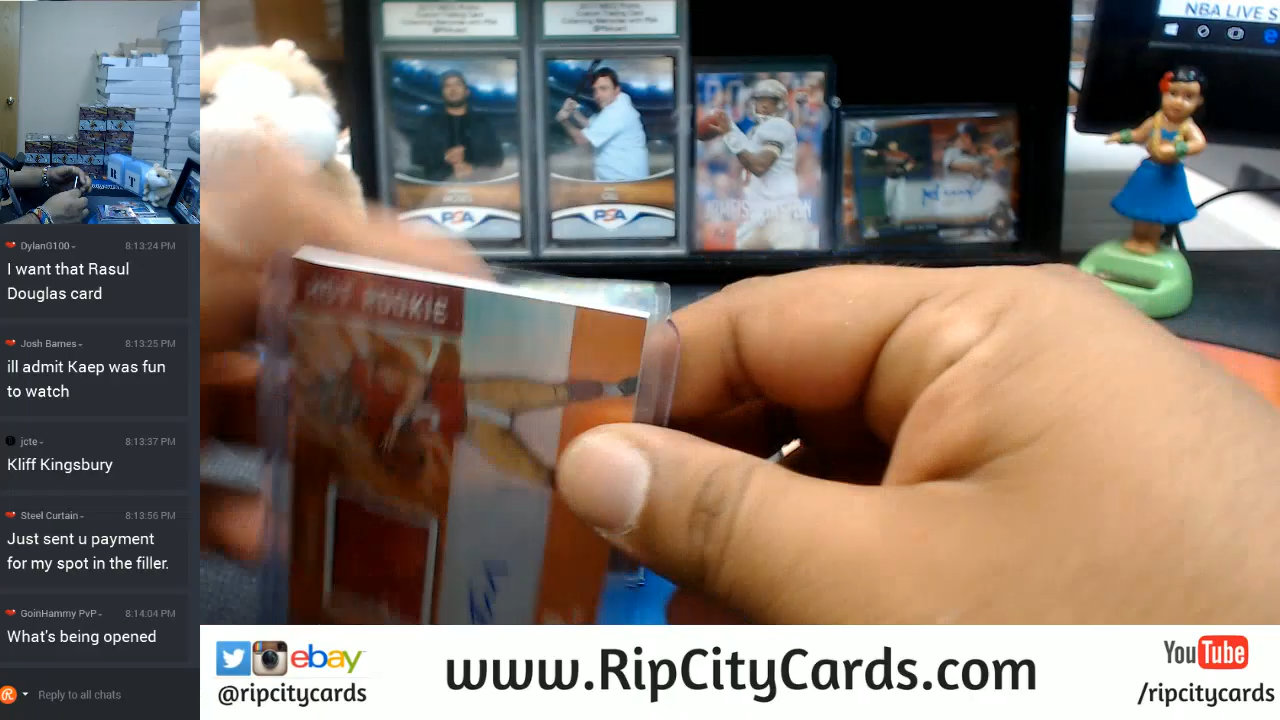 NBA LIVE S
PSA
PSA
HOT ROOKIE
R
T
DylanG100
8:13:24 PM
I want that Rasul
Douglas card
Josh Barnes
8:13:25 PM
ill admit Kaep was fun
to watch
jcte
8:13:37 PM
Kliff Kingsbury
Steel Curtain
8:13:56 PM
Just sent u payment
for my spot in the filler.
GoinHammy PvP
8:14:04 PM
What's being opened
Reply to all chats
ebay
@ripcitycards
www.RipCityCards.com
YouTube
/ripcitycards